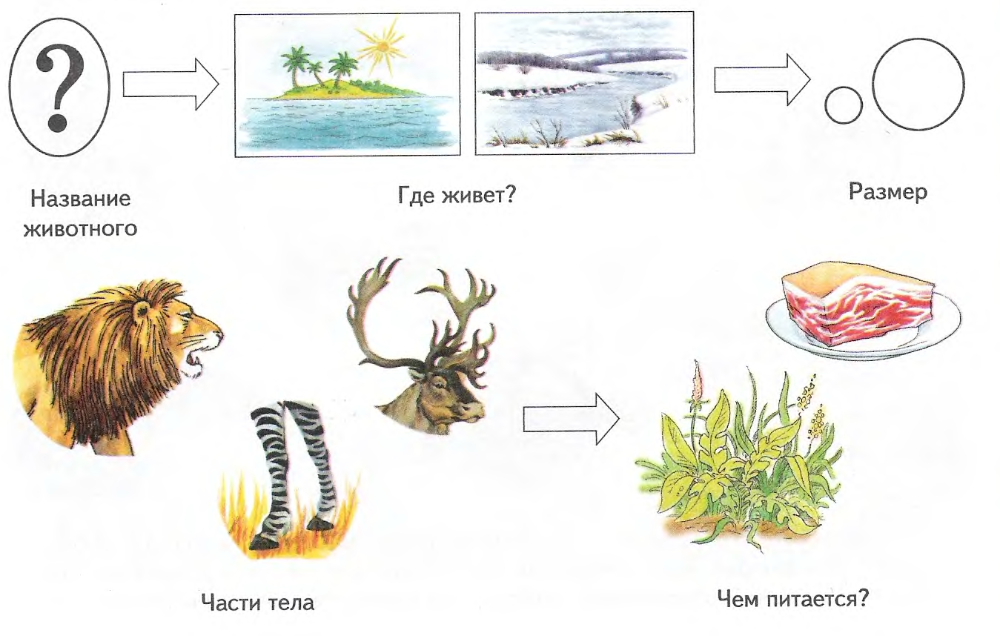 ?
Название
животного
Где живет?
Размер
Части тела
Чем питается?